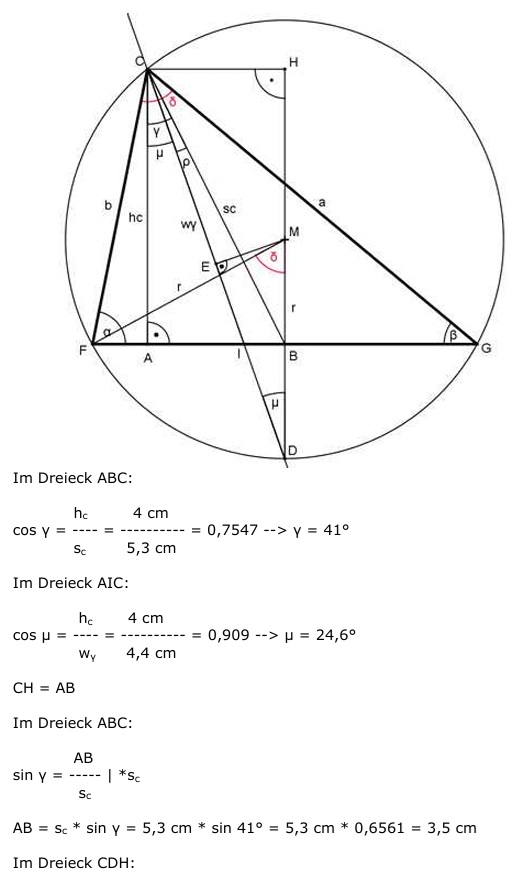 C
H
δ
γ
μ
ρ
b
hc
sc
a
wγ
M
E
δ
r
r
α
β
F
A
I
B
G
μ
D
Im Dreieck ABC:
hc 4 cm
cos γ = ---- = ---------- = 0,7547 --> γ = 41°
sc 5,3 cm
Im Dreieck AIC:
hc 4 cm
cos μ = ---- = ---------- = 0,909 --> μ = 24,6°
wγ 4,4 cm
CH = AB
Im Dreieck ABC:
AB
sin γ = ----- | *sc
sc
AB = sc * sin γ = 5,3 cm * sin 41° = 5,3 cm * 0,6561 = 3,5 cm
Im Dreieck CDH: